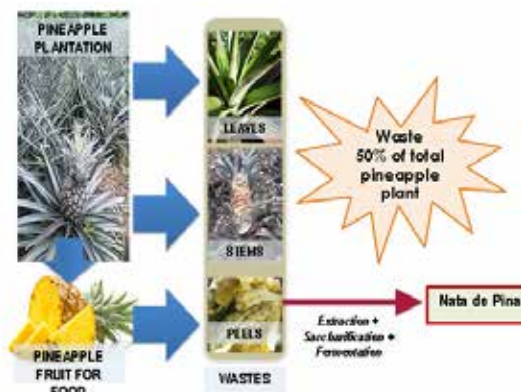 PINEAPPLE
PLANTATION
LEAVES
STEMS
PEELS
WASTES
PINEAPPLE
FRUIT FOR
FOOD
Waste
50% of total
pineapple
plant
Extraction +
Saccharification +
Fermentation
Nata de Pina